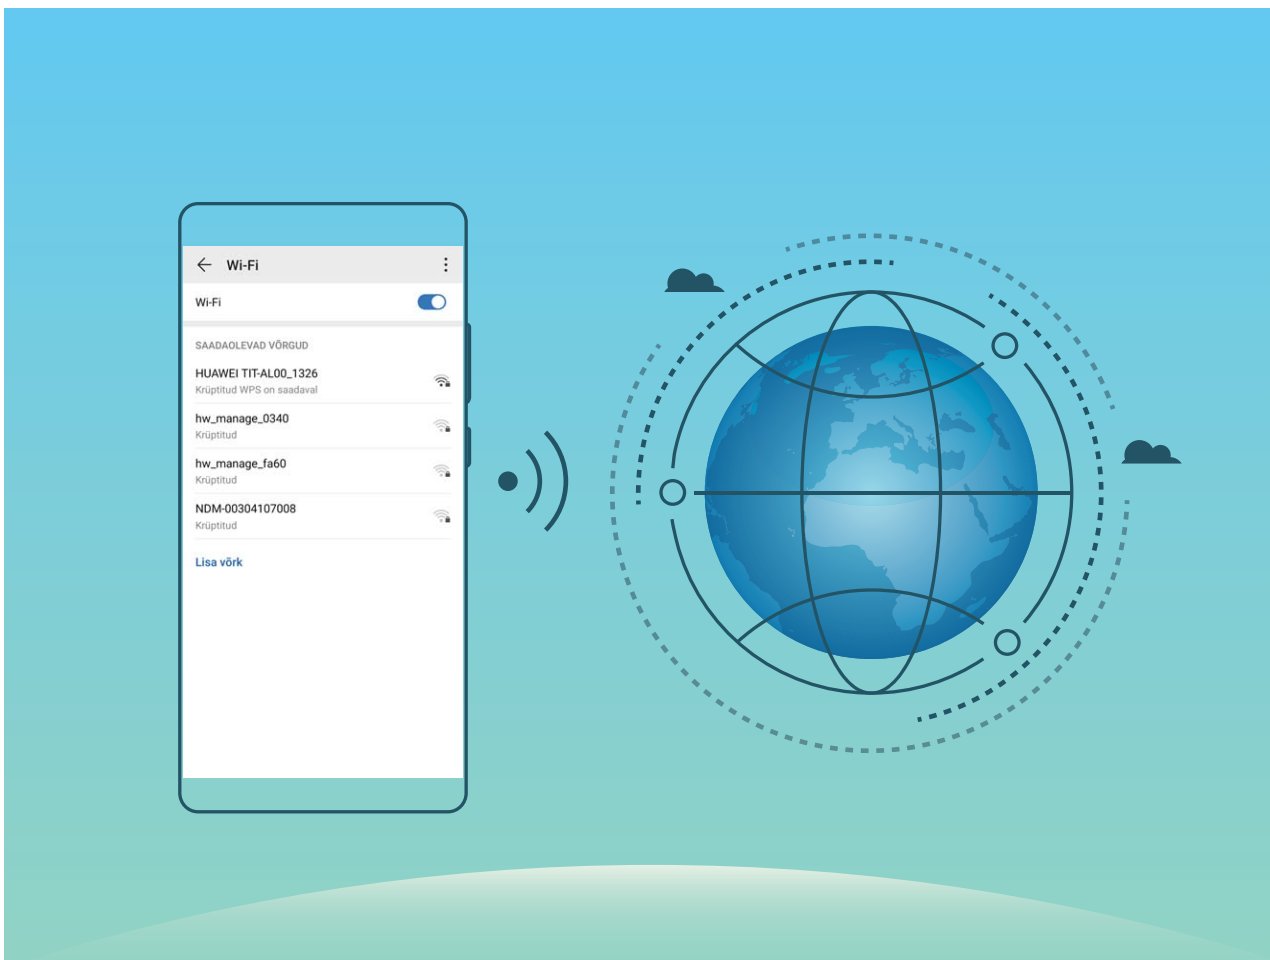 Wi-Fi
Wi-Fi
SAADAOLEVAD VÕRGUD
HUAWEI TIT-AL00_1326
Krüptitud WPS on saadaval
hw_manage_0340
Krüptitud
hw_manage_fa60
Krüptitud
NDM-00304107008
Krüptitud
Lisa võrk